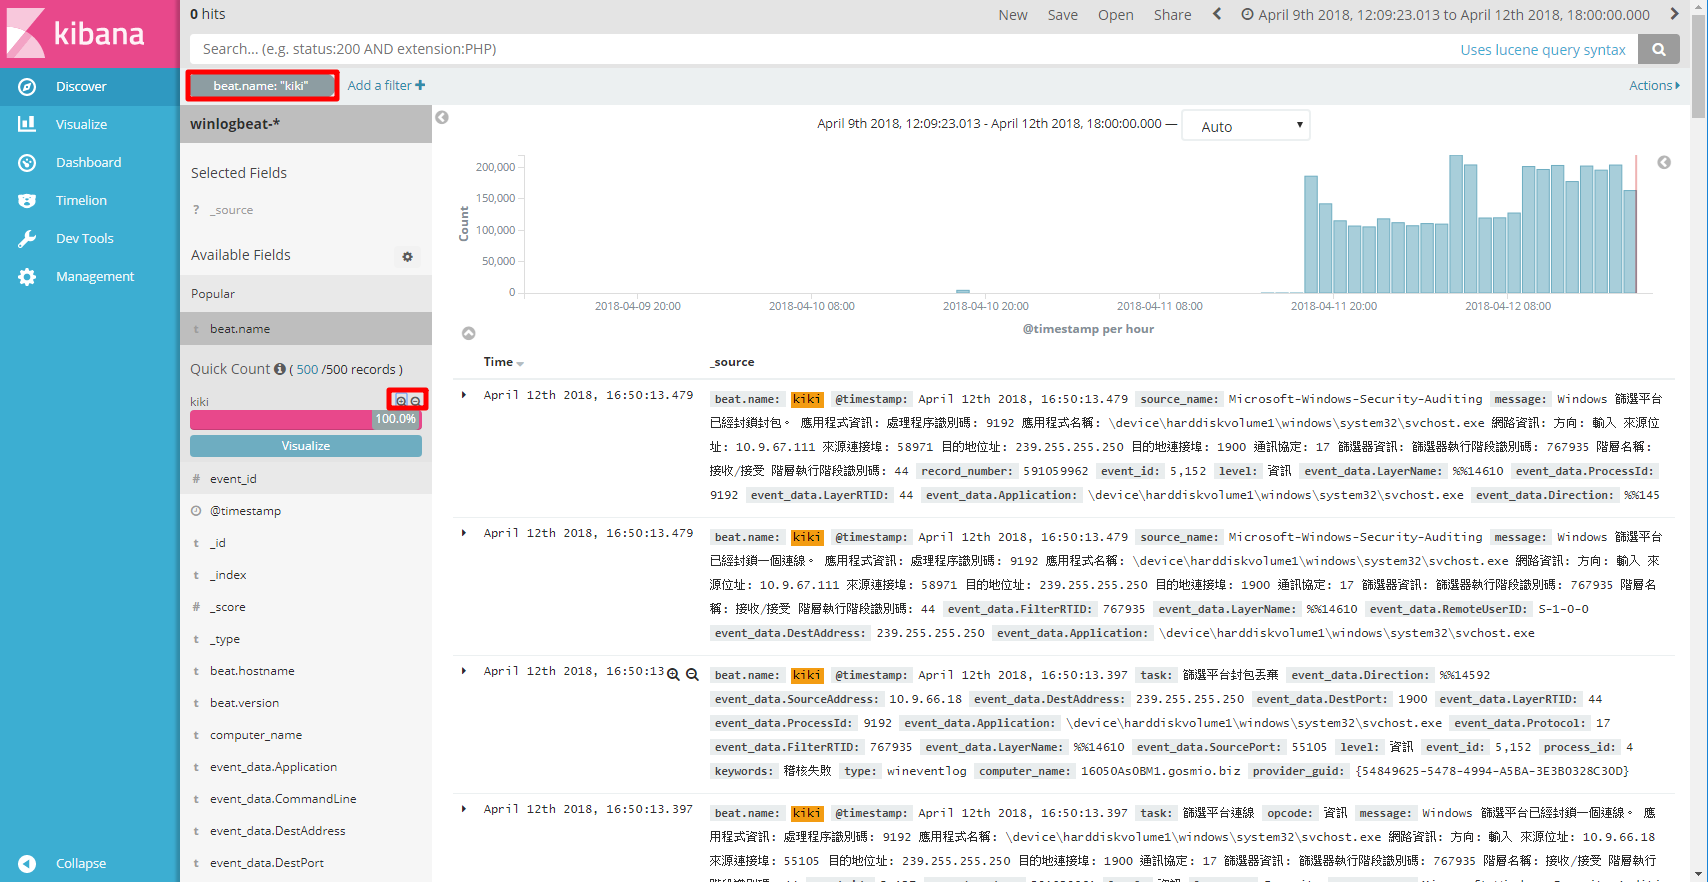 kibana
Discover
Visualize
Dashboard
Timelion
Dev Tools
Management
Collapse
0 hits
New Save Open Share April 9th 2018, 12:09:23.013 to April 12th 2018, 18:00:00.000
Search... (e.g. status:200 AND extension:PHP) Uses lucene query syntax
beat.name: "kiki" Add a filter + Actions
winlogbeat-*
Selected Fields
? _source
Available Fields
Popular
t beat.name
Quick Count ( 500 /500 records )
kiki
100.0%
Visualize
# event_id
@timestamp
t _id
t _index
# _score
t _type
t beat.hostname
t beat.version
t computer_name
t event_data.Application
t event_data.CommandLine
t event_data.DestAddress
t event_data.DestPort
April 9th 2018, 12:09:23.013 - April 12th 2018, 18:00:00.000 — Auto
Count
200,000
150,000
100,000
50,000
0
2018-04-09 20:00 2018-04-10 08:00 2018-04-10 20:00 2018-04-11 08:00 2018-04-11 20:00 2018-04-12 08:00
@timestamp per hour
Time _source
April 12th 2018, 16:50:13.479 beat.name: kiki @timestamp: April 12th 2018, 16:50:13.479 source_name: Microsoft-Windows-Security-Auditing message: Windows 篩選平台
已經封鎖封包。 應用程式資訊: 處理程序識別碼: 9192 應用程式名稱: \device\harddiskvolume1\windows\system32\svchost.exe 網路資訊: 方向: 輸入 來源位
址: 10.9.67.111 來源連接埠: 58971 目的地位址: 239.255.255.250 目的地連接埠: 1900 通訊協定: 17 篩選器資訊: 篩選器執行階段識別碼: 767935 階層名稱:
接收/接受 階層執行階段識別碼: 44 record_number: 591059962 event_id: 5,152 level: 資訊 event_data.LayerName: %%14610 event_data.ProcessId:
9192 event_data.LayerRTID: 44 event_data.Application: \device\harddiskvolume1\windows\system32\svchost.exe event_data.Direction: %%145
April 12th 2018, 16:50:13.479 beat.name: kiki @timestamp: April 12th 2018, 16:50:13.479 source_name: Microsoft-Windows-Security-Auditing message: Windows 篩選平台
已經封鎖一個連線。 應用程式資訊: 處理程序識別碼: 9192 應用程式名稱: \device\harddiskvolume1\windows\system32\svchost.exe 網路資訊: 方向: 輸入 來
源位址: 10.9.67.111 來源連接埠: 58971 目的地位址: 239.255.255.250 目的地連接埠: 1900 通訊協定: 17 篩選器資訊: 篩選器執行階段識別碼: 767935 階層名
稱: 接收/接受 階層執行階段識別碼: 44 event_data.FilterRTID: 767935 event_data.LayerName: %%14610 event_data.RemoteUserID: S-1-0-0
event_data.DestAddress: 239.255.255.250 event_data.Application: \device\harddiskvolume1\windows\system32\svchost.exe
April 12th 2018, 16:50:13 beat.name: kiki @timestamp: April 12th 2018, 16:50:13.397 task: 篩選平台封包丟棄 event_data.Direction: %%14592
event_data.SourceAddress: 10.9.66.18 event_data.DestAddress: 239.255.255.250 event_data.DestPort: 1900 event_data.LayerRTID: 44
event_data.ProcessId: 9192 event_data.Application: \device\harddiskvolume1\windows\system32\svchost.exe event_data.Protocol: 17
event_data.FilterRTID: 767935 event_data.LayerName: %%14610 event_data.SourcePort: 55105 level: 資訊 event_id: 5,152 process_id: 4
keywords: 稽核失敗 type: wineventlog computer_name: 16050As0BM1.gosmio.biz provider_guid: {54849625-5478-4994-A5BA-3E3B0328C30D}
April 12th 2018, 16:50:13.397 beat.name: kiki @timestamp: April 12th 2018, 16:50:13.397 task: 篩選平台連線 opcode: 資訊 message: Windows 篩選平台已經封鎖一個連線。 應
用程式資訊: 處理程序識別碼: 9192 應用程式名稱: \device\harddiskvolume1\windows\system32\svchost.exe 網路資訊: 方向: 輸入 來源位址: 10.9.66.18
來源連接埠: 55105 目的地位址: 239.255.255.250 目的地連接埠: 1900 通訊協定: 17 篩選器資訊: 篩選器執行階段識別碼: 767935 階層名稱: 接收/接受 階層執行